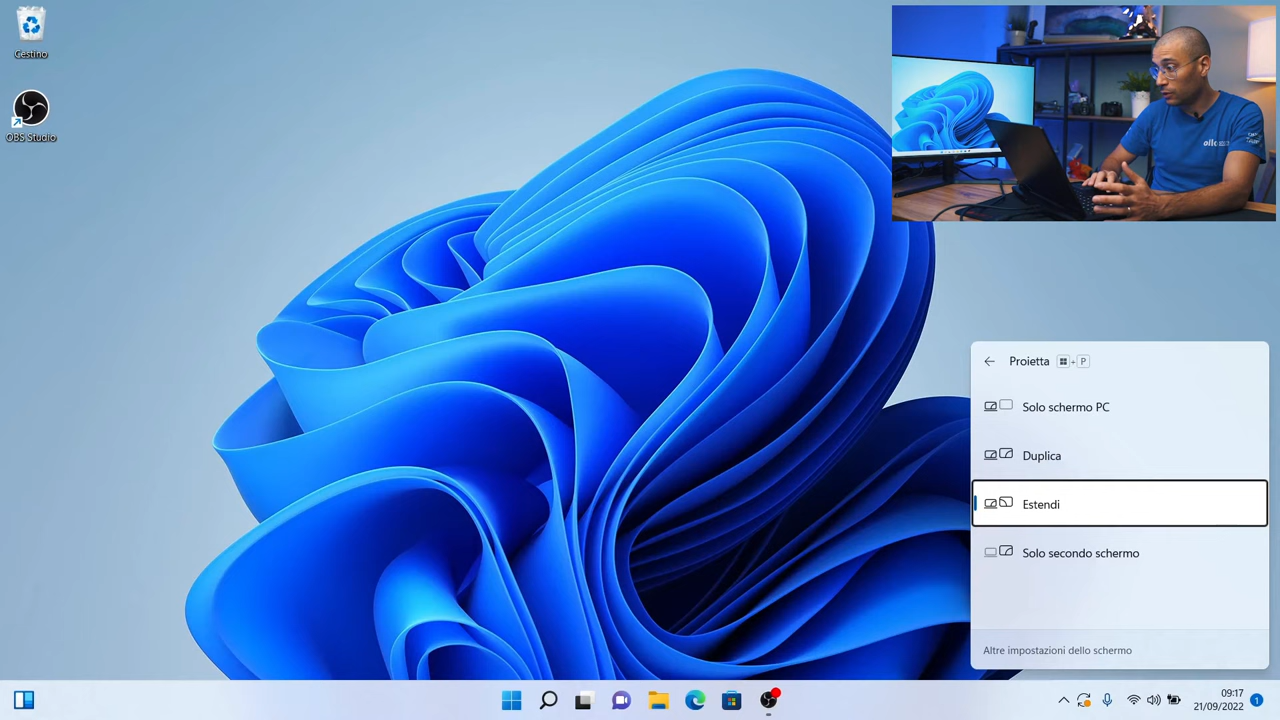 Cestino
OBS Studio
Proietta + P
Solo schermo PC
Duplica
Estendi
Solo secondo schermo
Altre impostazioni dello schermo
09:17
21/09/2022
1